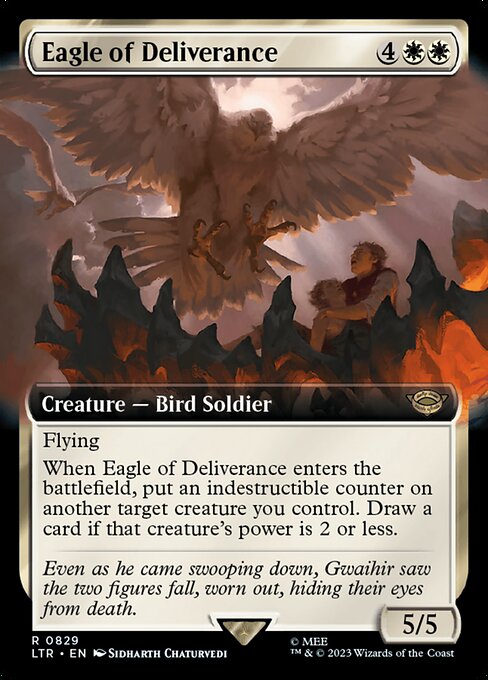 Eagle of Deliverance 4
Creature — Bird Soldier
Flying
When Eagle of Deliverance enters the
battlefield, put an indestructible counter on
another target creature you control. Draw a
card if that creature's power is 2 or less.
Even as he came swooping down, Gwaihir saw
the two figures fall, worn out, hiding their eyes
from death.
5/5
R 0829
LTR • EN Sidharth Chaturvedi
© MEE
™ & © 2023 Wizards of the Coast